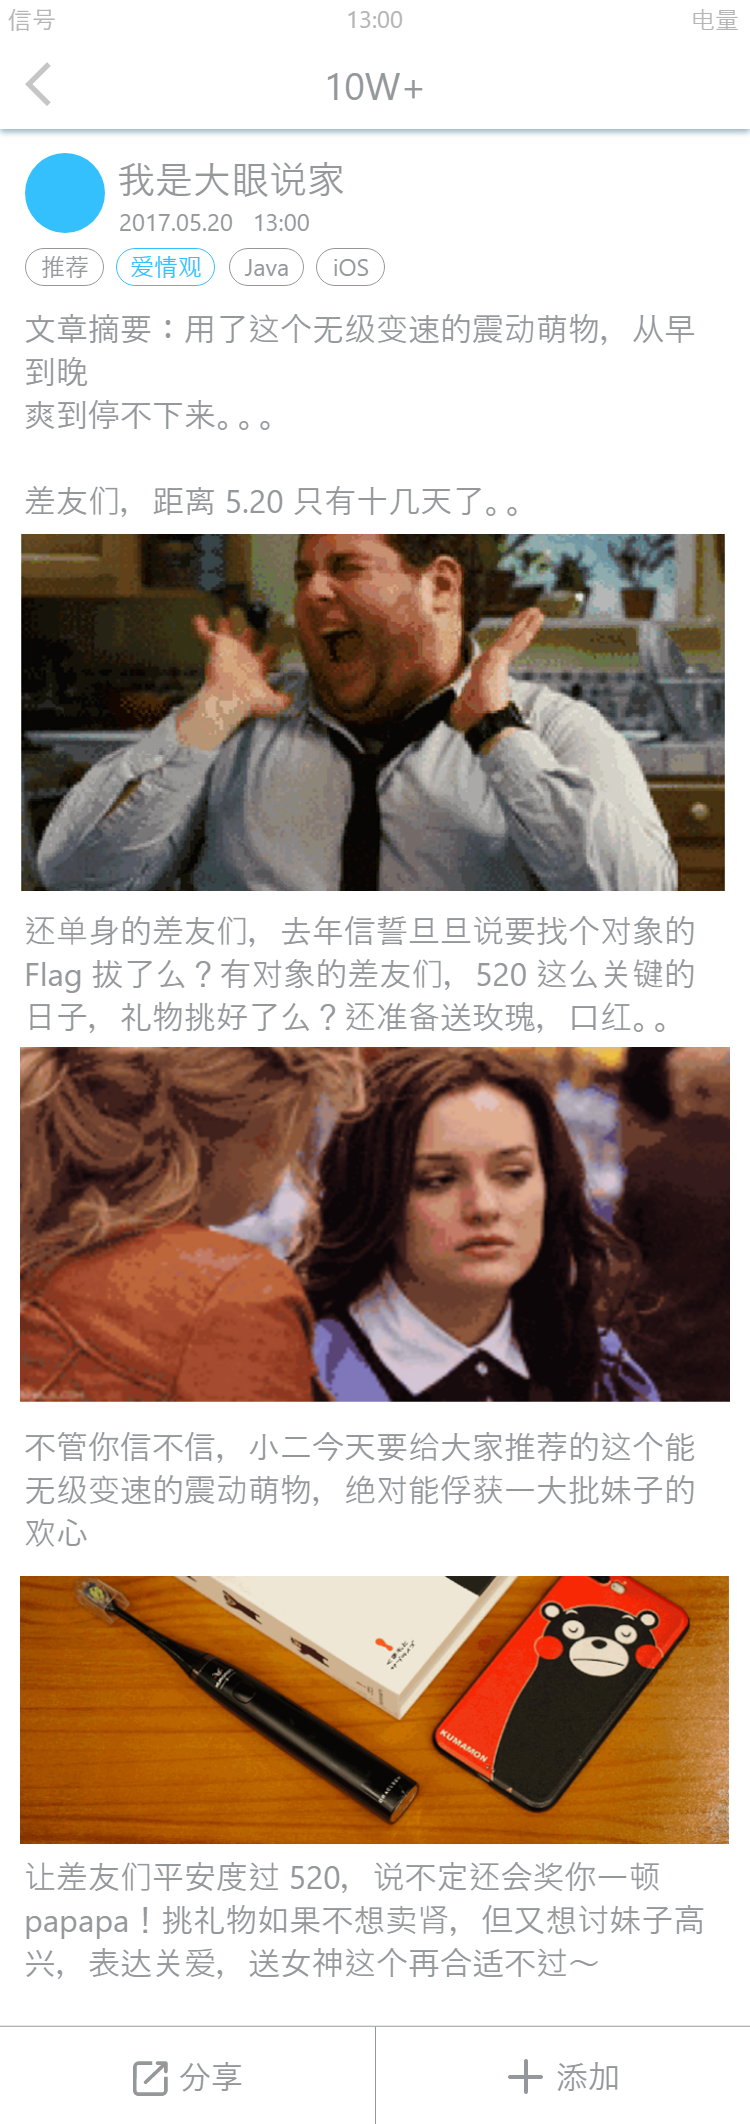 信号 13:00 电量
10W+
我是大眼说家
2017.05.20 13:00
推荐 爱情观 Java iOS
文章摘要：用了这个无级变速的震动萌物，从早
到晚
爽到停不下来。。。
差友们，距离 5.20 只有十几天了。。
还单身的差友们，去年信誓旦旦说要找个对象的
Flag 拔了么？有对象的差友们，520 这么关键的
日子，礼物挑好了么？还准备送玫瑰，口红。。
不管你信不信，小二今天要给大家推荐的这个能
无级变速的震动萌物，绝对能俘获一大批妹子的
欢心
KUMAMON
让差友们平安度过 520，说不定还会奖你一顿
papapa！挑礼物如果不想卖肾，但又想讨妹子高
兴，表达关爱，送女神这个再合适不过～
分享 添加